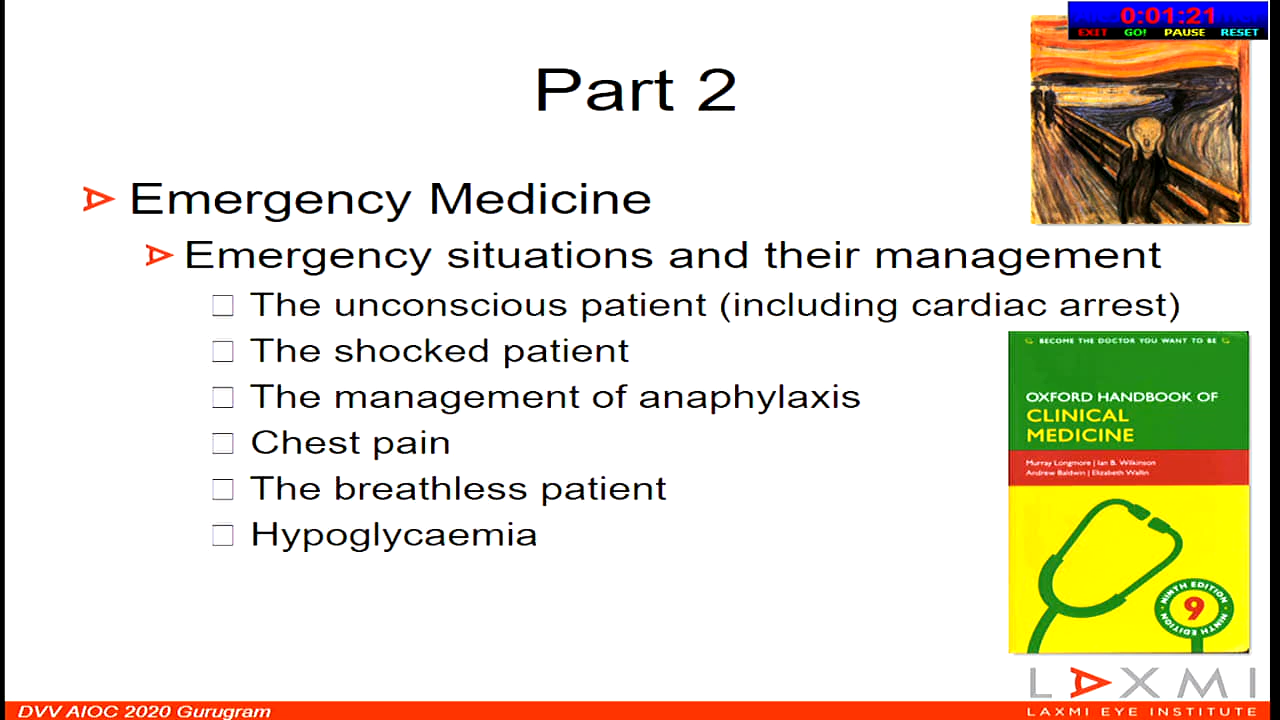 0:01:21
EXIT GO! PAUSE RESET
Part 2
Emergency Medicine
Emergency situations and their management
The unconscious patient (including cardiac arrest)
The shocked patient
The management of anaphylaxis
Chest pain
The breathless patient
Hypoglycaemia
BECOME THE DOCTOR YOU WANT TO BE
OXFORD HANDBOOK OF
CLINICAL
MEDICINE
Murray Longmore | Ian B. Wilkinson
Andrew Baldwin | Elizabeth Wallin
NINTH EDITION
9
NINTH EDITION
LAXMI
LAXMI EYE INSTITUTE
DVV AIOC 2020 Gurugram